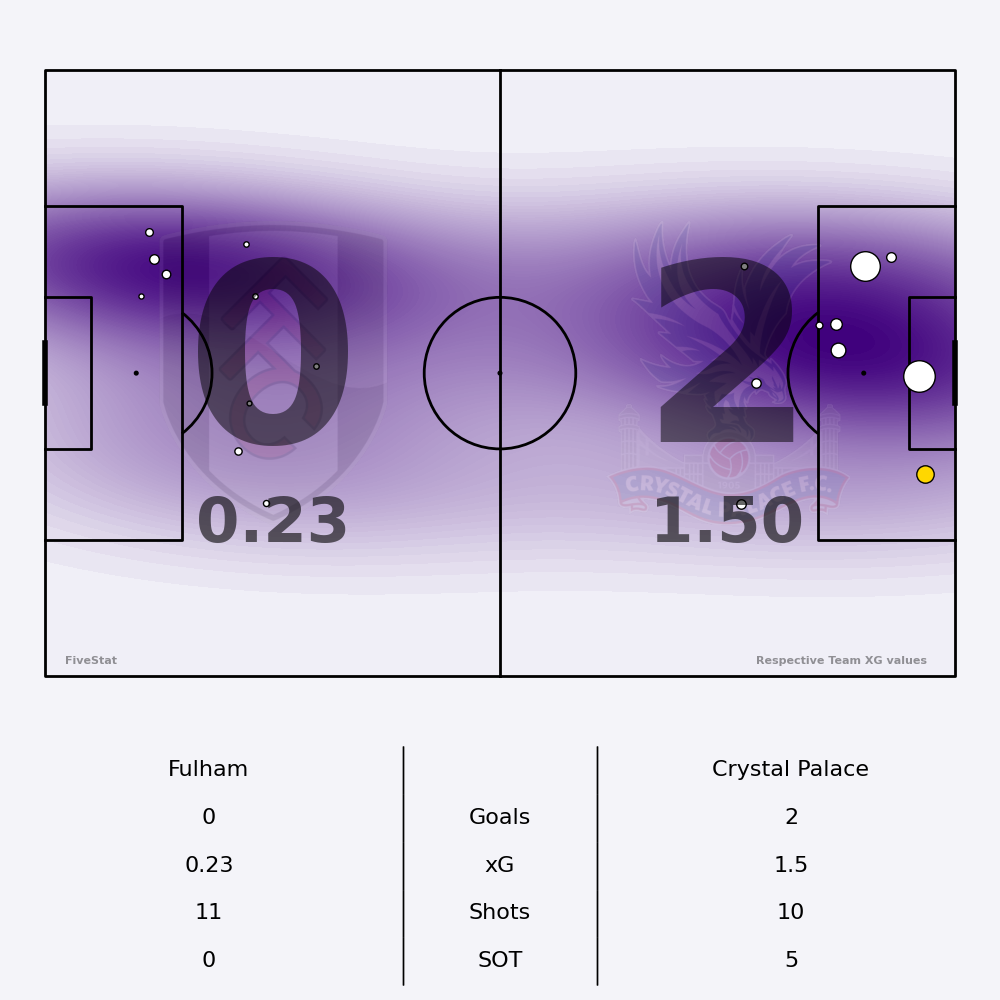 0 2
CRYSTAL PALACE F.C.
0.23 1.50
FiveStat Respective Team XG values
Fulham Crystal Palace
0 Goals 2
0.23 xG 1.5
11 Shots 10
0 SOT 5